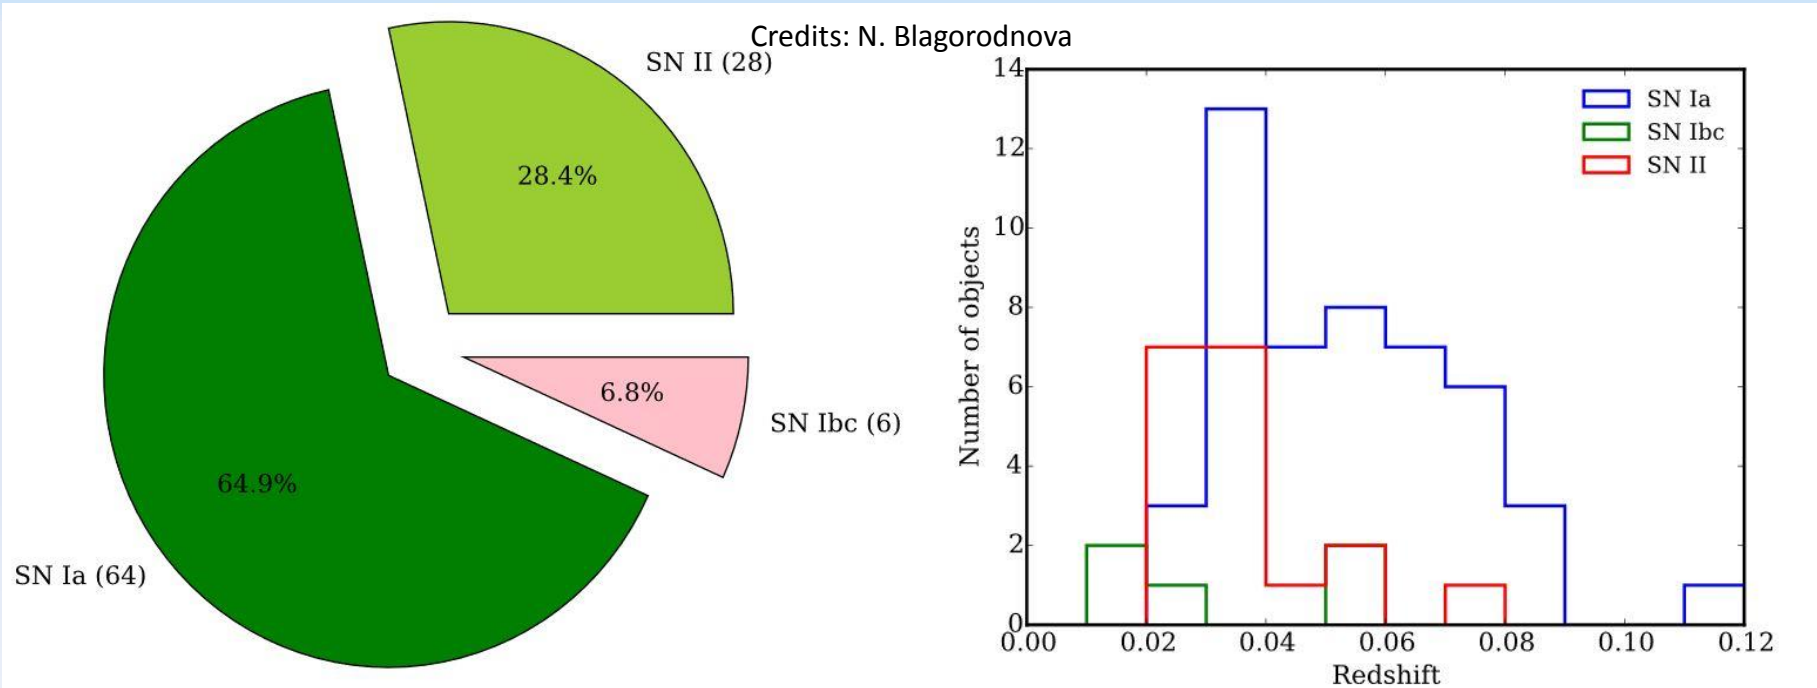 Credits: N. Blagorodnova
SN II (28)
28.4%
6.8%
SN Ibc (6)
64.9%
SN Ia (64)
14
12
10
8
6
4
2
0
Number of objects
SN Ia
SN Ibc
SN II
0.00 0.02 0.04 0.06 0.08 0.10 0.12
Redshift